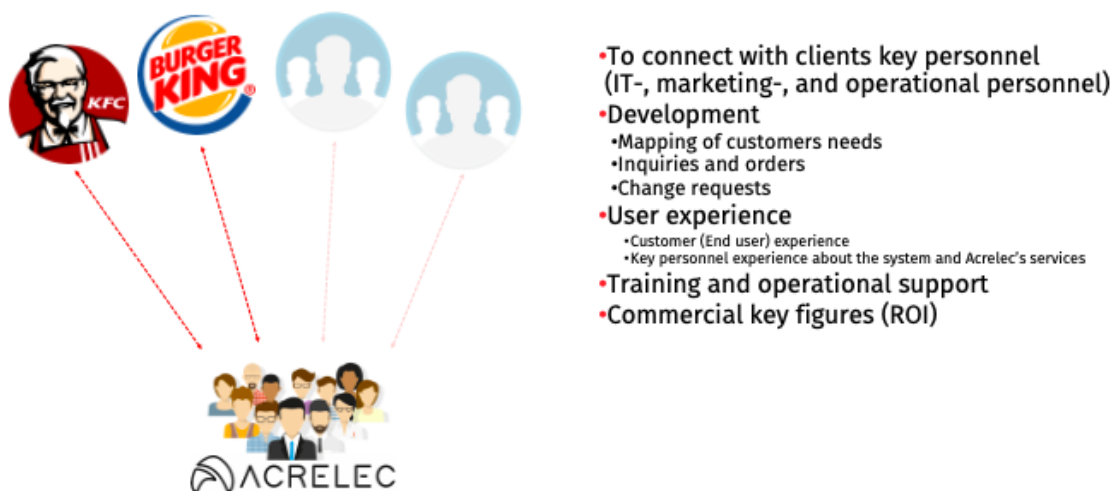 KFC
BURGER
KING
®
•To connect with clients key personnel
(IT-, marketing-, and operational personnel)
•Development
•Mapping of customers needs
•Inquiries and orders
•Change requests
•User experience
•Customer (End user) experience
•Key personnel experience about the system and Acrelec’s services
•Training and operational support
•Commercial key figures (ROI)
ACRELEC